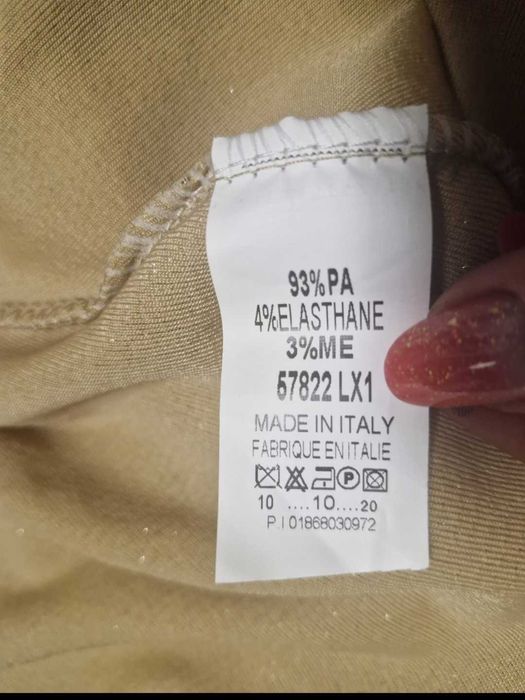 93%PA
4%ELASTHANE
3%ME
57822 LX1
MADE IN ITALY
FABRIQUE EN ITALIE
P
10 ....10....20
P.I 01868030972